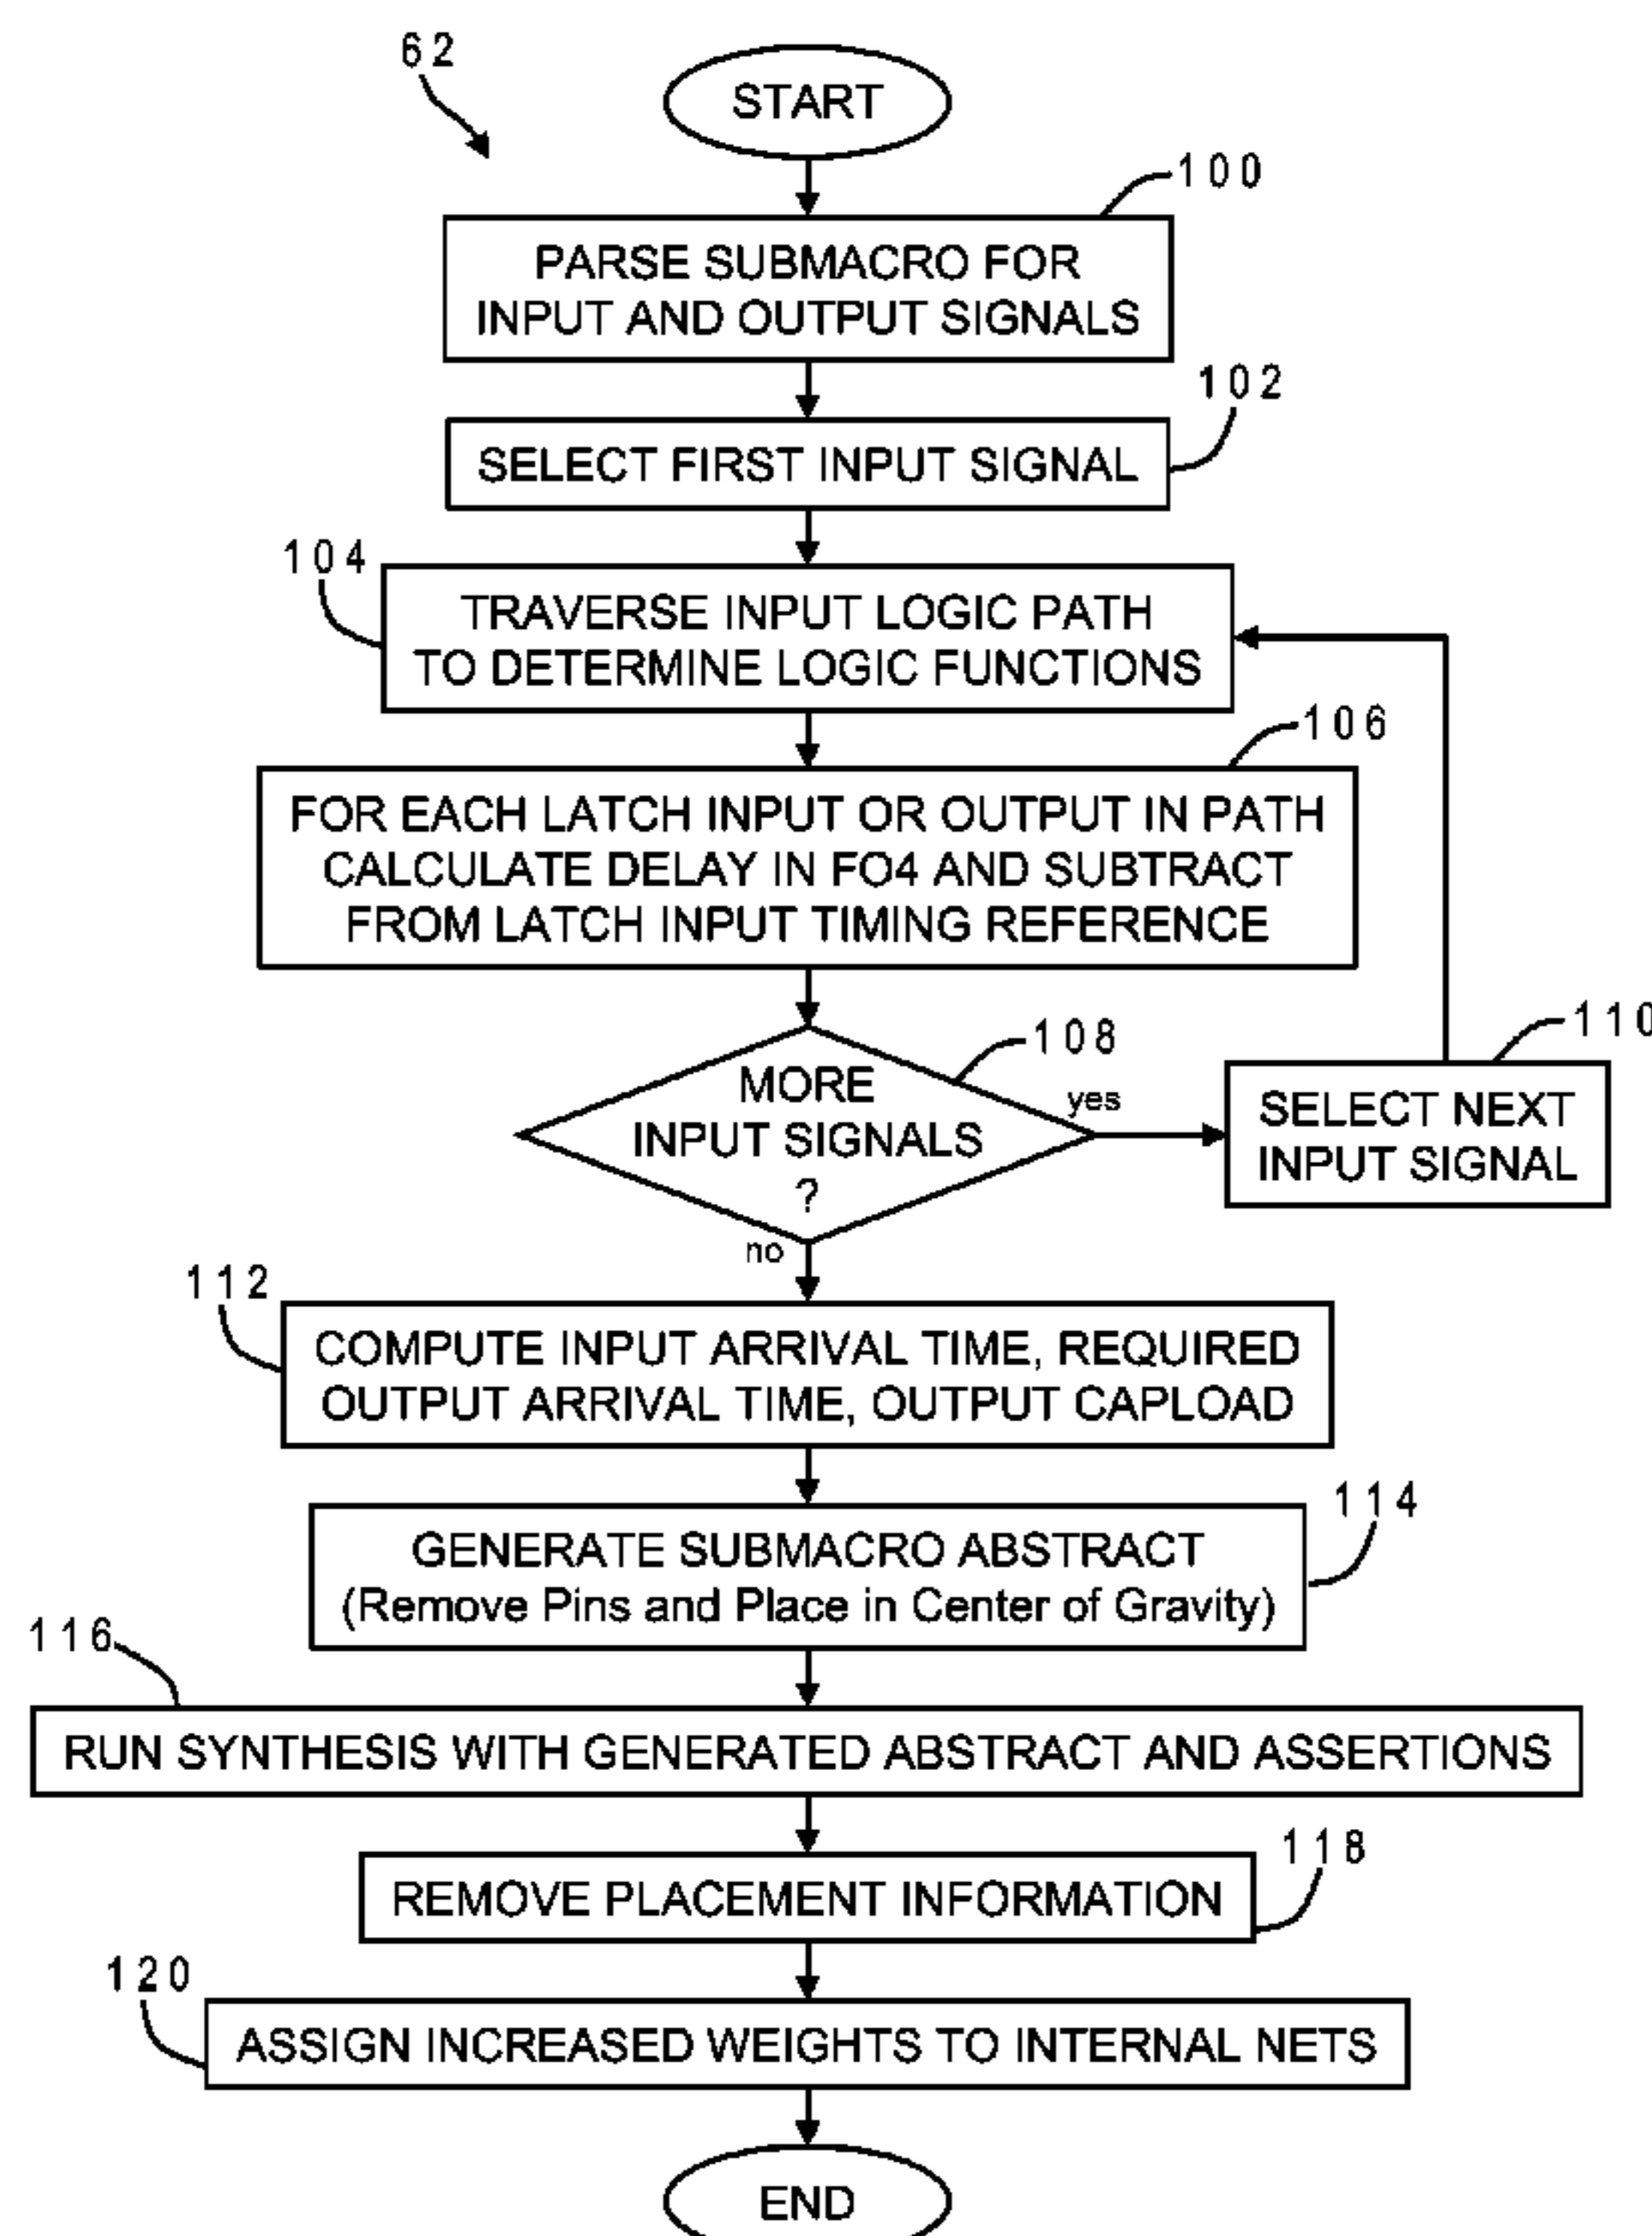 62
START
100
PARSE SUBMACRO FOR
INPUT AND OUTPUT SIGNALS
102
SELECT FIRST INPUT SIGNAL
104
TRAVERSE INPUT LOGIC PATH
TO DETERMINE LOGIC FUNCTIONS
106
FOR EACH LATCH INPUT OR OUTPUT IN PATH
CALCULATE DELAY IN FO4 AND SUBTRACT
FROM LATCH INPUT TIMING REFERENCE
108
MORE
INPUT SIGNALS
?
yes
110
SELECT NEXT
INPUT SIGNAL
no
112
COMPUTE INPUT ARRIVAL TIME, REQUIRED
OUTPUT ARRIVAL TIME, OUTPUT CAPLOAD
114
GENERATE SUBMACRO ABSTRACT
(Remove Pins and Place in Center of Gravity)
116
RUN SYNTHESIS WITH GENERATED ABSTRACT AND ASSERTIONS
118
REMOVE PLACEMENT INFORMATION
120
ASSIGN INCREASED WEIGHTS TO INTERNAL NETS
END